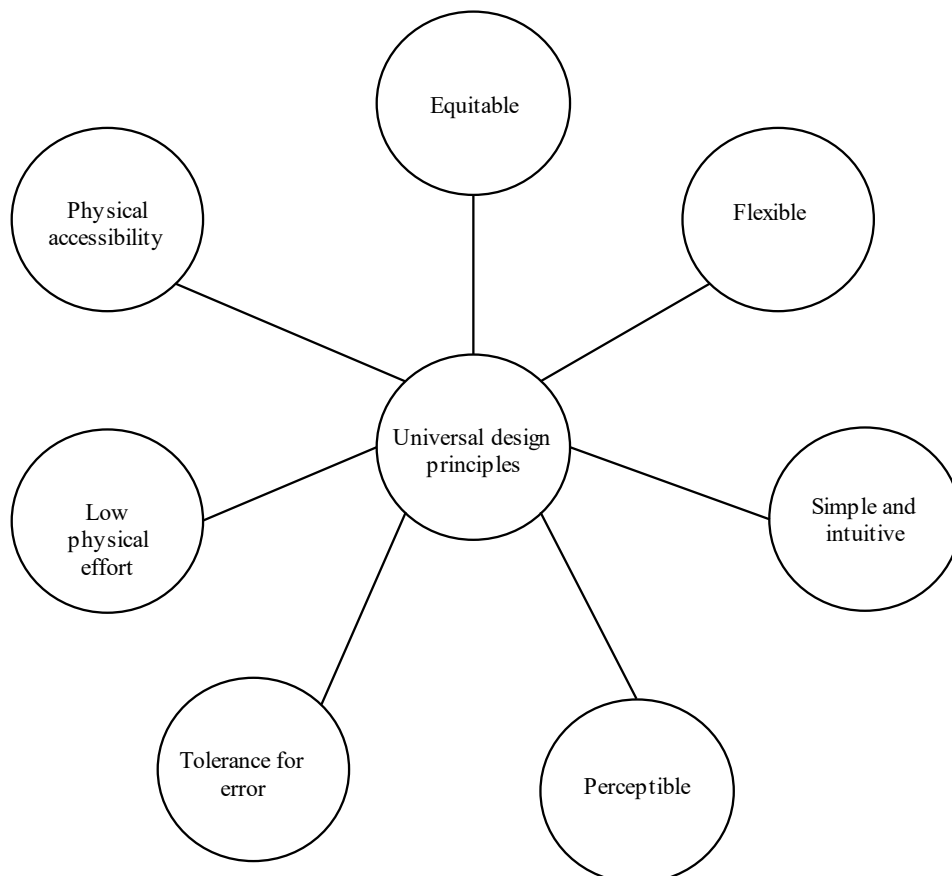 Equitable
Physical
accessibility
Flexible
Universal design
principles
Low
physical
effort
Simple and
intuitive
Tolerance for
error
Perceptible